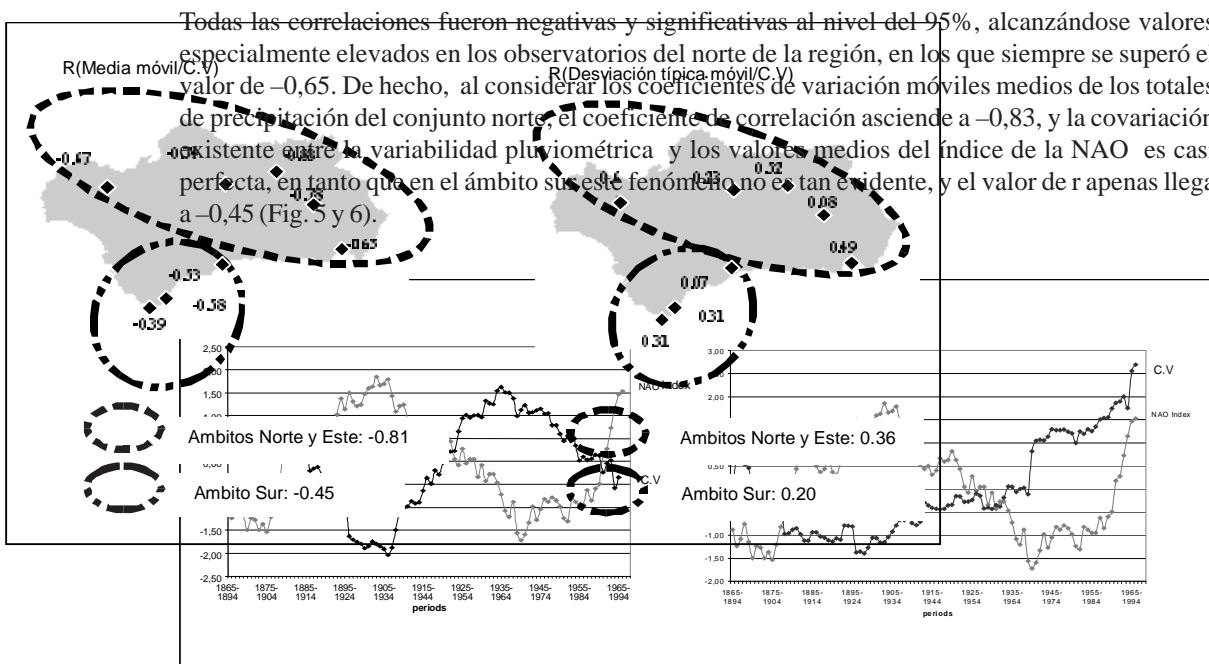 Todas las correlaciones fueron negativas y significativas al nivel del 95%, alcanzándose valores
especialmente elevados en los observatorios del norte de la región, en los que siempre se superó el
valor de –0,65. De hecho, al considerar los coeficientes de variación móviles medios de los totales
de precipitación del conjunto norte, el coeficiente de correlación asciende a –0,83, y la covariación
existente entre la variabilidad pluviométrica y los valores medios del índice de la NAO es casi
perfecta, en tanto que en el ámbito sur este fenómeno no es tan evidente, y el valor de r apenas llega
a –0,45 (Fig. 5 y 6).
R(Media móvil/C.V)
-0.67
-0.65
-0.53
-0.58
-0.39
R(Desviación típica móvil/C.V)
0.6
0.23
0.52
0.08
0.49
0.07
0.31
0.31
Ambitos Norte y Este: -0.81
Ambito Sur: -0.45
Ambitos Norte y Este: 0.36
Ambito Sur: 0.20
2,50
1,50
-1,50
-2,00
-2,50
NAO Index
C.V
1865-1894
1875-1904
1885-1914
1895-1924
1905-1934
1915-1944
1925-1954
1935-1964
1945-1974
1955-1984
1965-1994
periods
3,00
2,00
0,50
-1,00
-1,50
-2,00
C.V
NAO Index
1865-1894
1875-1904
1885-1914
1895-1924
1905-1934
1915-1944
1925-1954
1935-1964
1945-1974
1955-1984
1965-1994
periods